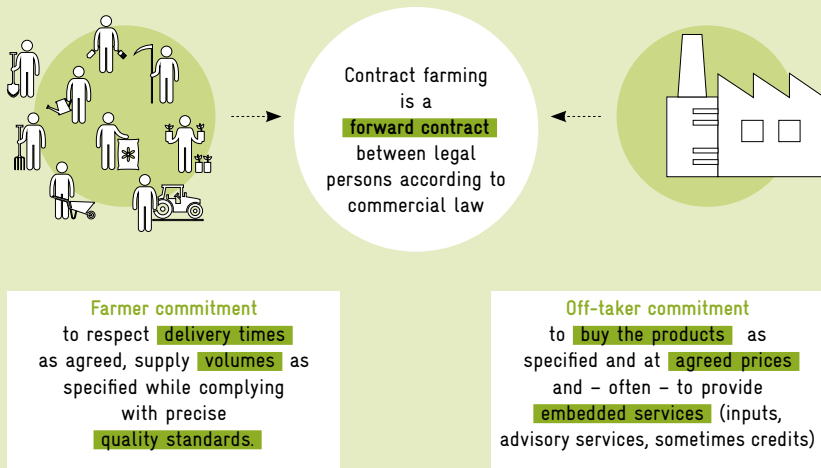 Contract farming
is a
forward contract
between legal
persons according to
commercial law
Farmer commitment
to respect delivery times
as agreed, supply volumes as
specified while complying
with precise
quality standards.
Off-taker commitment
to buy the products as
specified and at agreed prices
and – often – to provide
embedded services (inputs,
advisory services, sometimes credits)